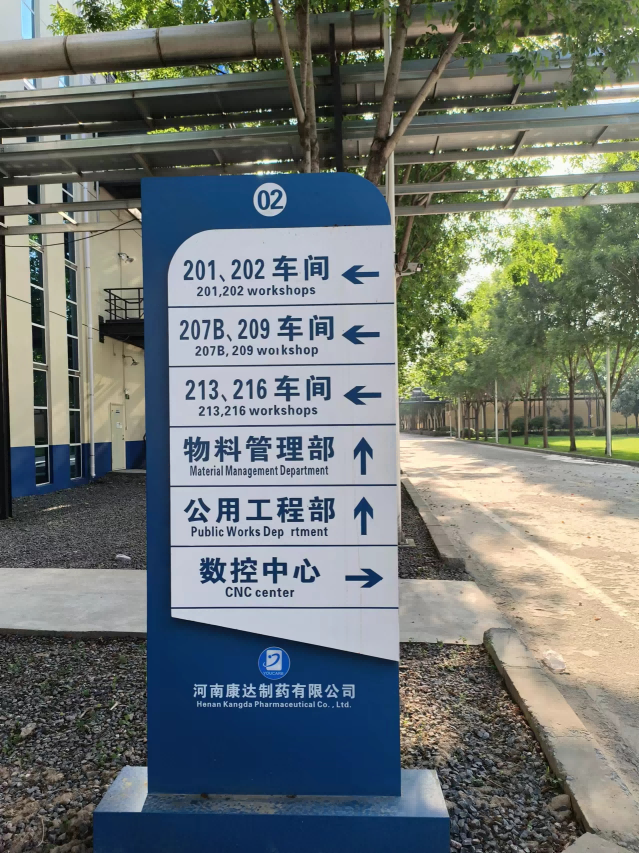 02
201、202 车间
201,202 workshops
207B、209 车间
207B, 209 workshop
213、216 车间
213,216 workshops
物料管理部
Material Management Department
公用工程部
Public Works Dep rtment
数控中心
CNC center
河南康达制药有限公司
Henan Kangda Pharmaceutical Co., Ltd.